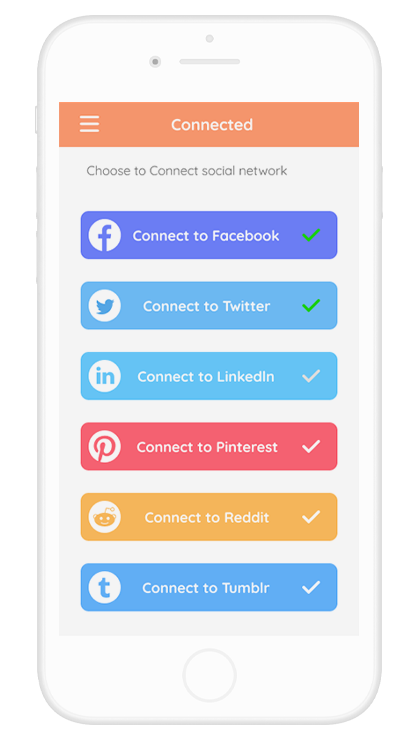 Connected
Choose to Connect social network
Connect to Facebook
Connect to Twitter
in Connect to LinkedIn
Connect to Pinterest
Connect to Reddit
t Connect to Tumblr